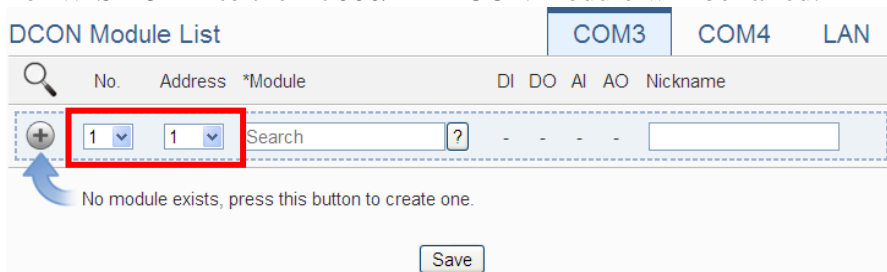 DCON Module List COM3 COM4 LAN
No. Address *Module DI DO AI AO Nickname
1 1 Search ? - - - -
No module exists, press this button to create one.
Save